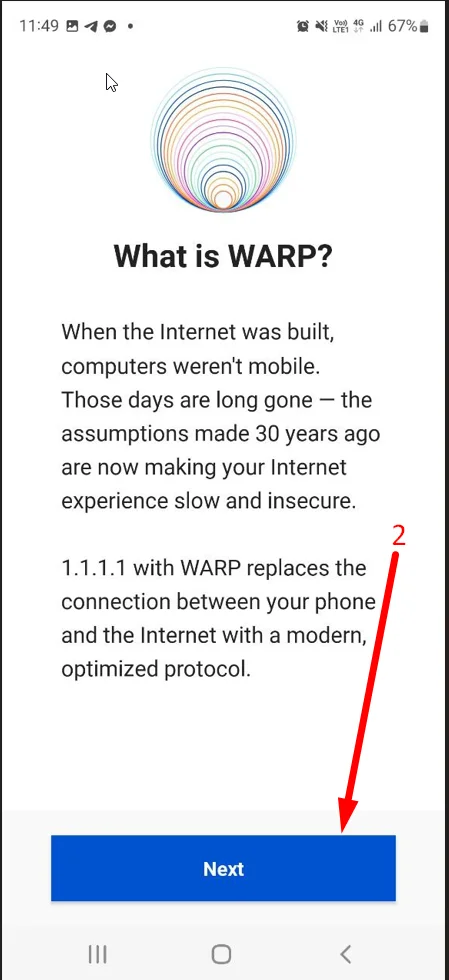 11:49 Vo) LTE1 4G 67%
What is WARP?
When the Internet was built,
computers weren't mobile.
Those days are long gone — the
assumptions made 30 years ago
are now making your Internet
experience slow and insecure.
2
1.1.1.1 with WARP replaces the
connection between your phone
and the Internet with a modern,
optimized protocol.
Next